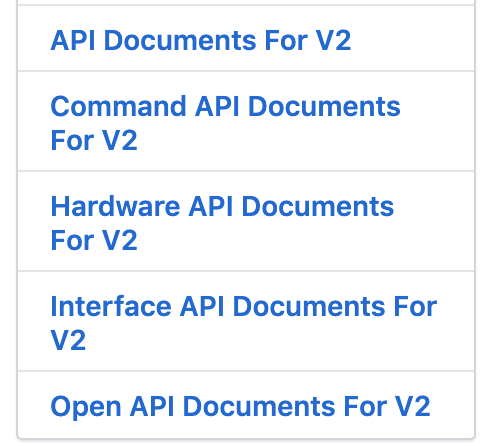 API Documents For V2
Command API Documents
For V2
Hardware API Documents
For V2
Interface API Documents For
V2
Open API Documents For V2